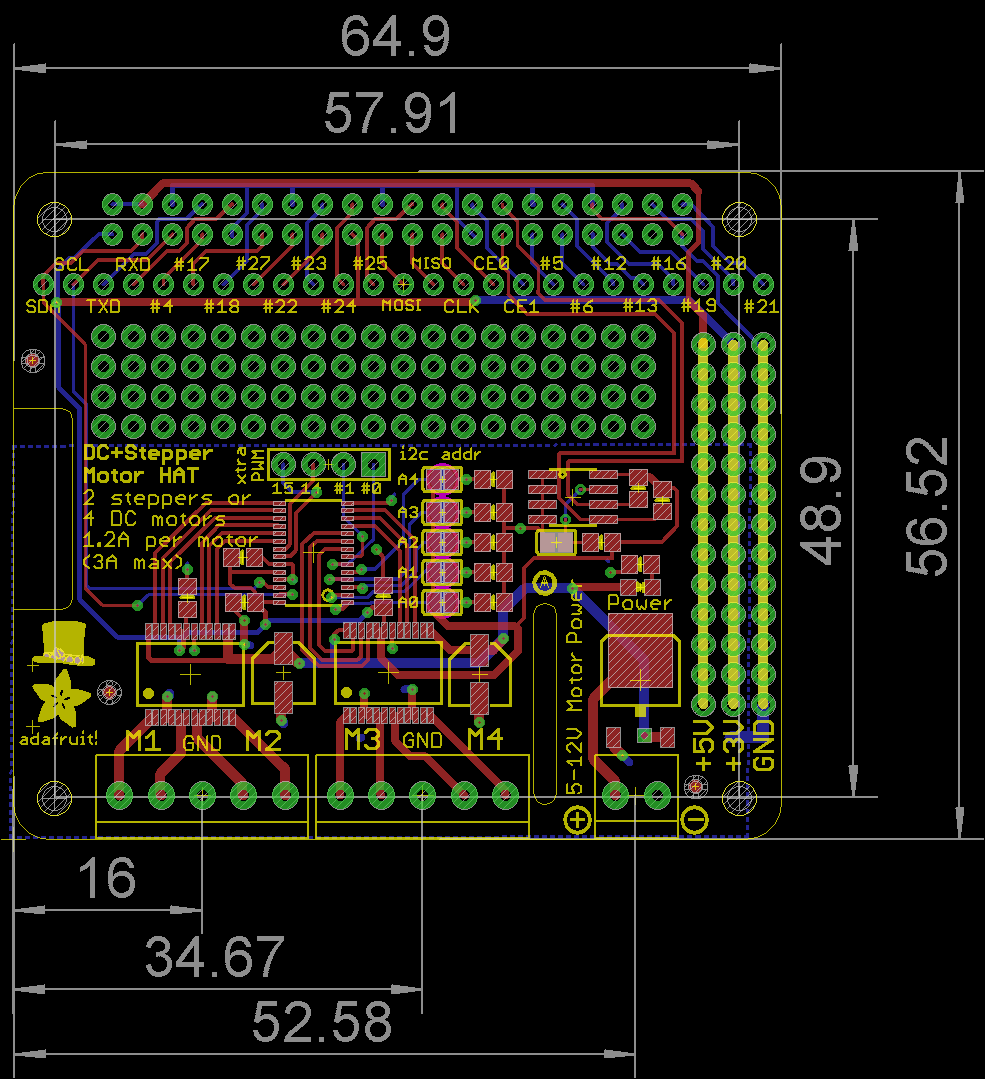 64.9
57.91
SCL RXD #17 #27 #23 #25 MISO CE0 #5 #12 #16 #20
SDA TXD #4 #18 #22 #24 MOSI CLK CE1 #6 #13 #19 #21
DC+Stepper
Motor HAT
2 steppers or
4 DC motors
1.2A per motor
(3A max)
xtra
PWM
15 14 #1 #0
i2c addr
A4
A3
A2
A1
A0
A
Power
5-12V Motor Power
+5V
+3V
GND
48.9
56.52
adafruit!
M1 GND M2 M3 GND M4
+ −
16
34.67
52.58